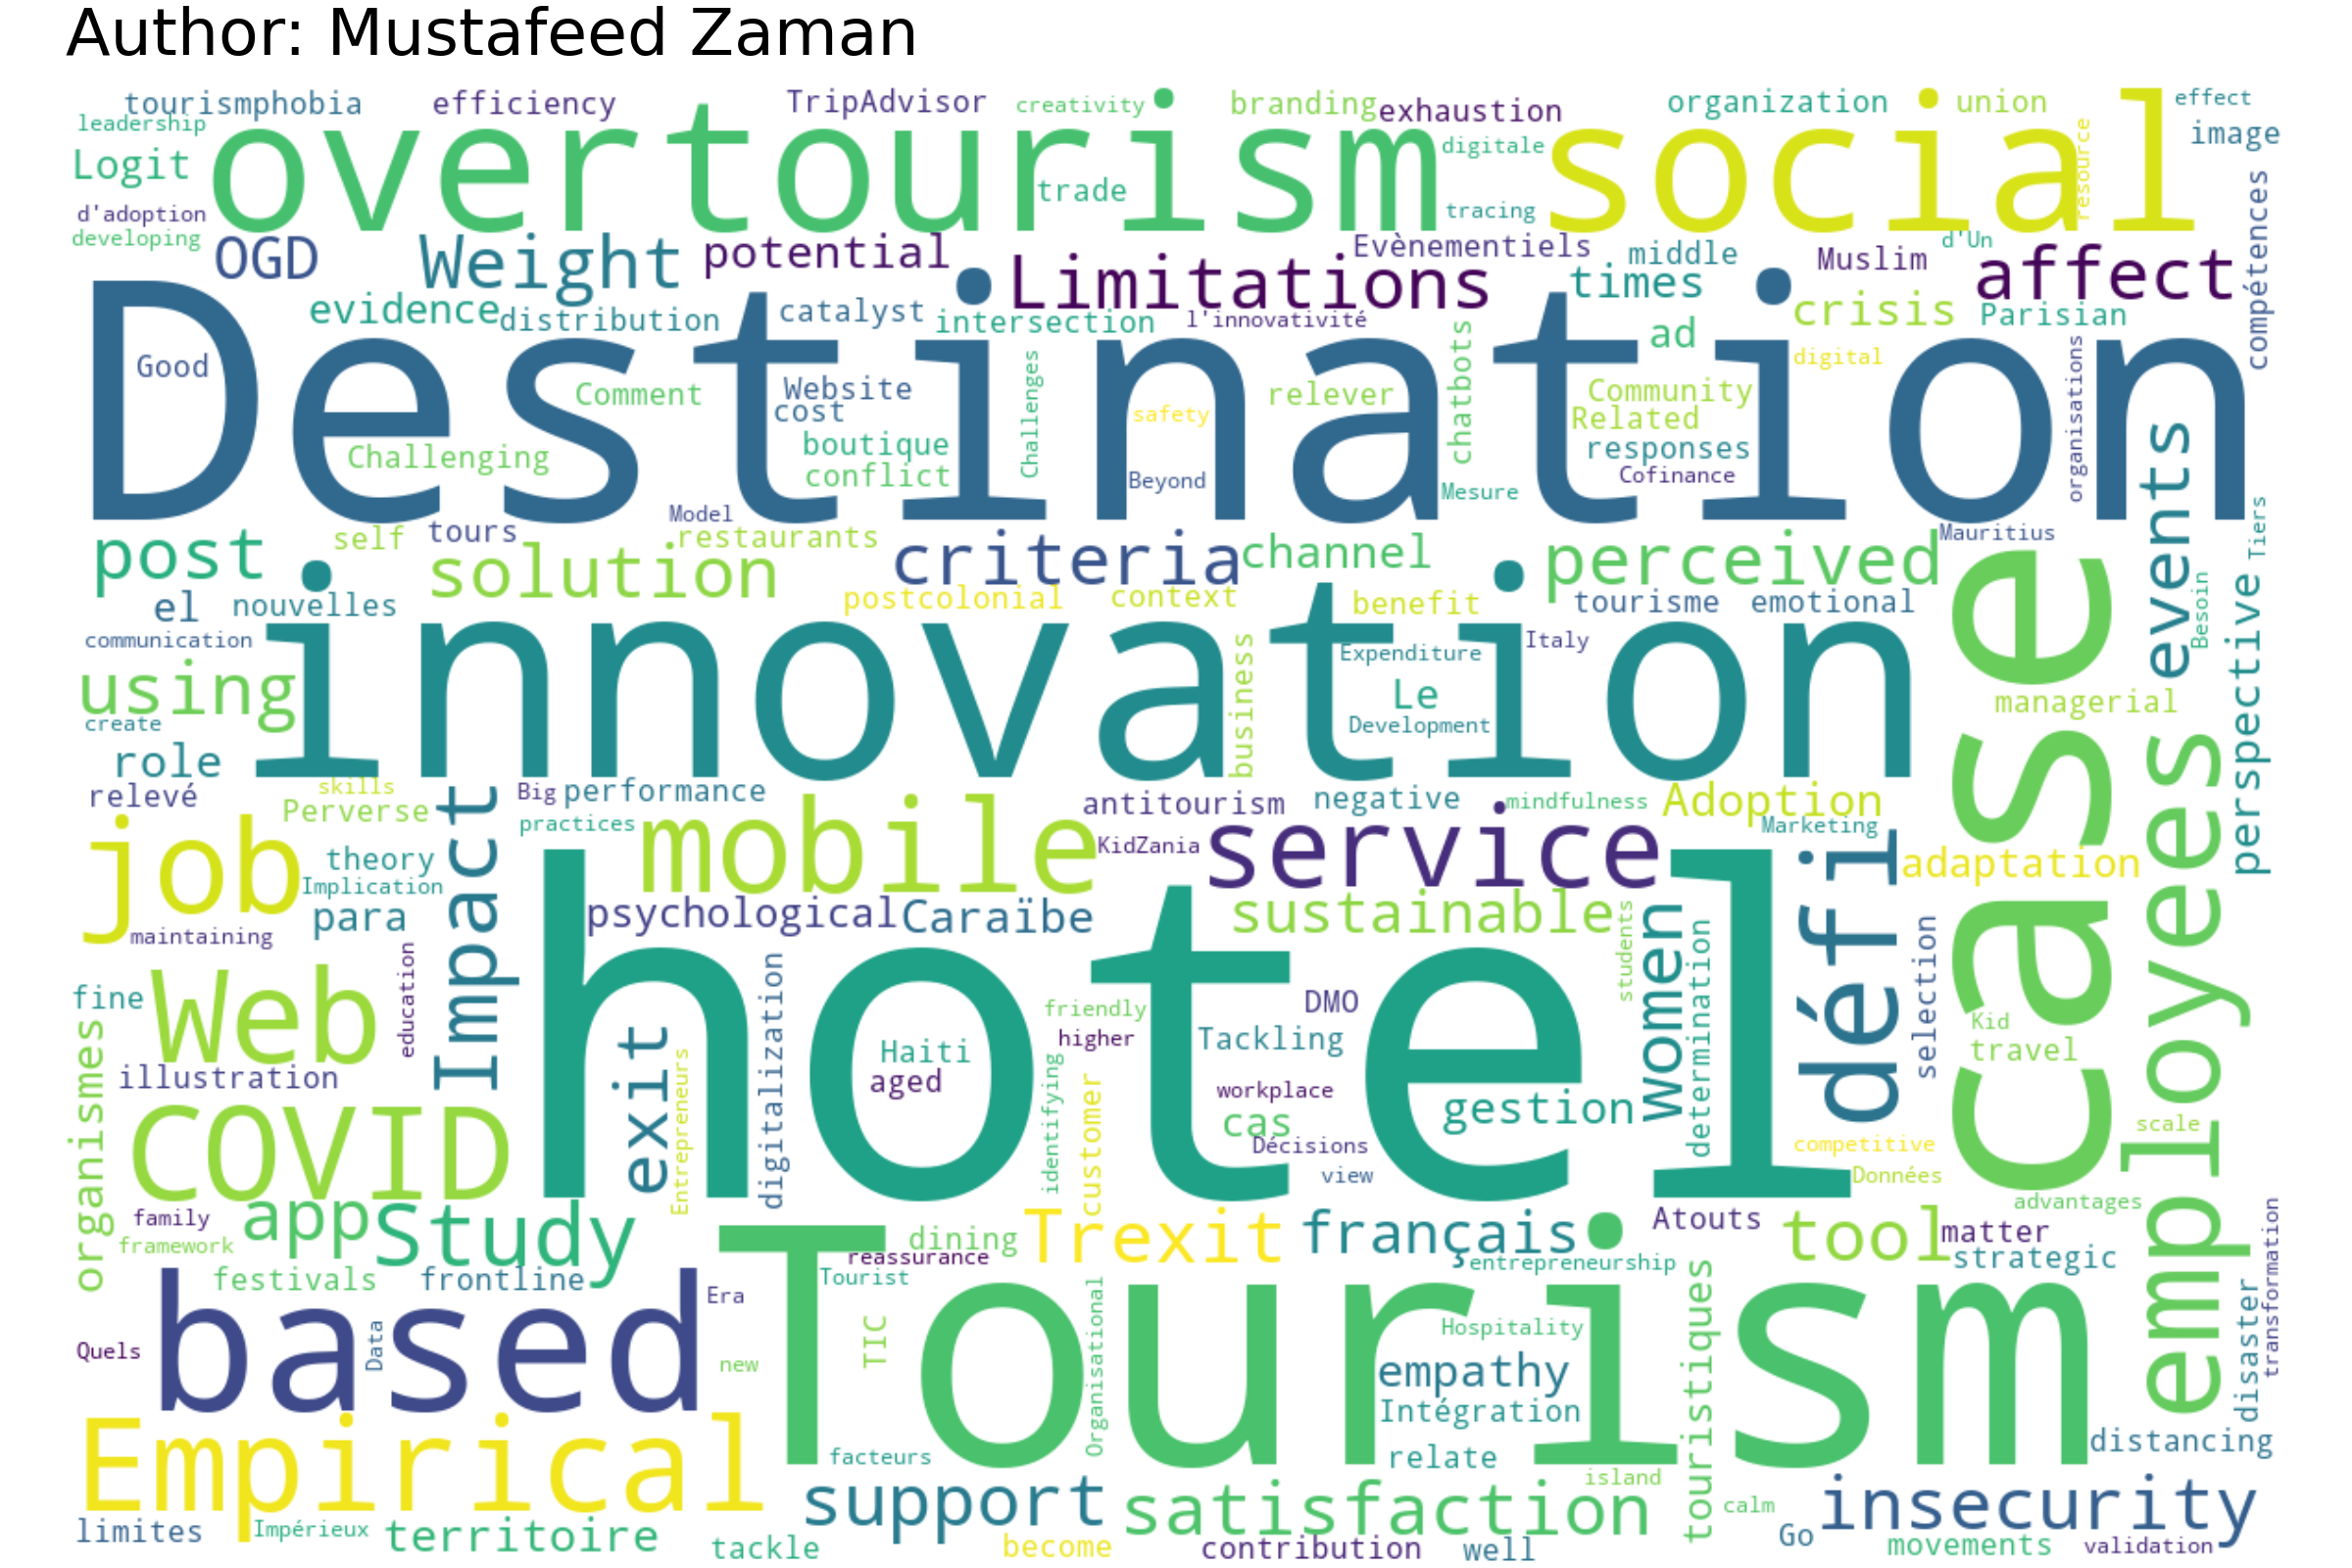 Author: Mustafeed Zaman
tourismphobia efficiency TripAdvisor creativity branding exhaustion organization union effect
leadership overtourism social image
Logit digitale resource
trade
d'adoption tracing compétences
developing OGD Weight potential Evènementiels middle d'Un
Limitations times Muslim affect
evidence distribution catalyst intersection l'innovativité crisis Parisian
Destination
Good ad digital
Comment Website Challenges relever chatbots Community organisations
cost safety Related
Challenging boutique responses
conflict Beyond Cofinance events
Mesure
Model
post self tours restaurants criteria channel perceived Mauritius Tiers
solution case
el nouvelles postcolonial context benefit tourisme emotional Besoin
communication innovation Expenditure Italy perspective
using business Le managerial
create Development
role
relevé skills Impact Big performance antitourism negative mindfulness Adoption employees
Perverse practices mobile KidZania service Marketing
job theory défi adaptation
Implication
para psychological Caraïbe sustainable students Women
maintaining hotel determination selection
fine Web education digitalization friendly DMO
organismes higher Tackling Kid
illustration exit Haiti travel
aged workplace
COVID Entrepreneurs identifying customer cas gestion scale
Décisions competitive
view Données
family app Study Trexit français Atouts tool advantages
framework dining matter transformation
reassurance entrepreneurship strategic
festivals frontline Tourist
based Era Tourism touristiques disaster
Quels Data TIC Organisational Hospitality
new empathy
Intégration
Empirical facteurs relate distancing
support satisfaction island calm insecurity
limites Impérieux territoire Go
tackle become contribution well movements validation